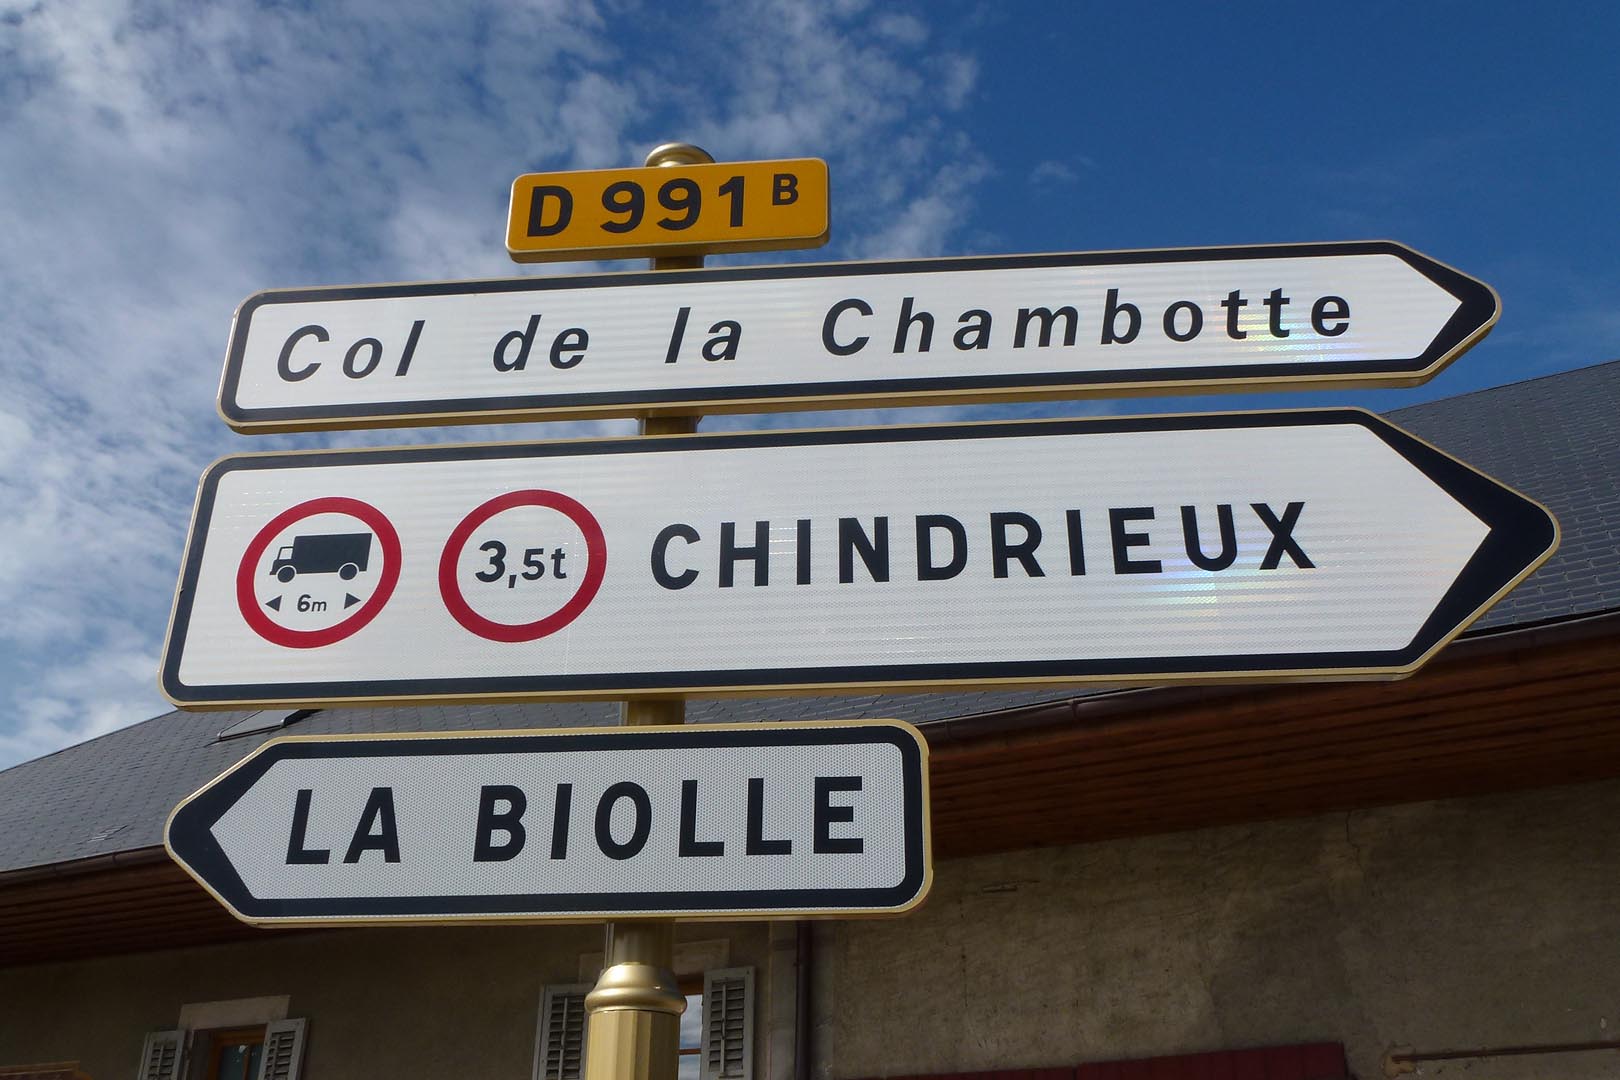 D 991 B
Col de la Chambotte
6m 3,5t CHINDRIEUX
LA BIOLLE